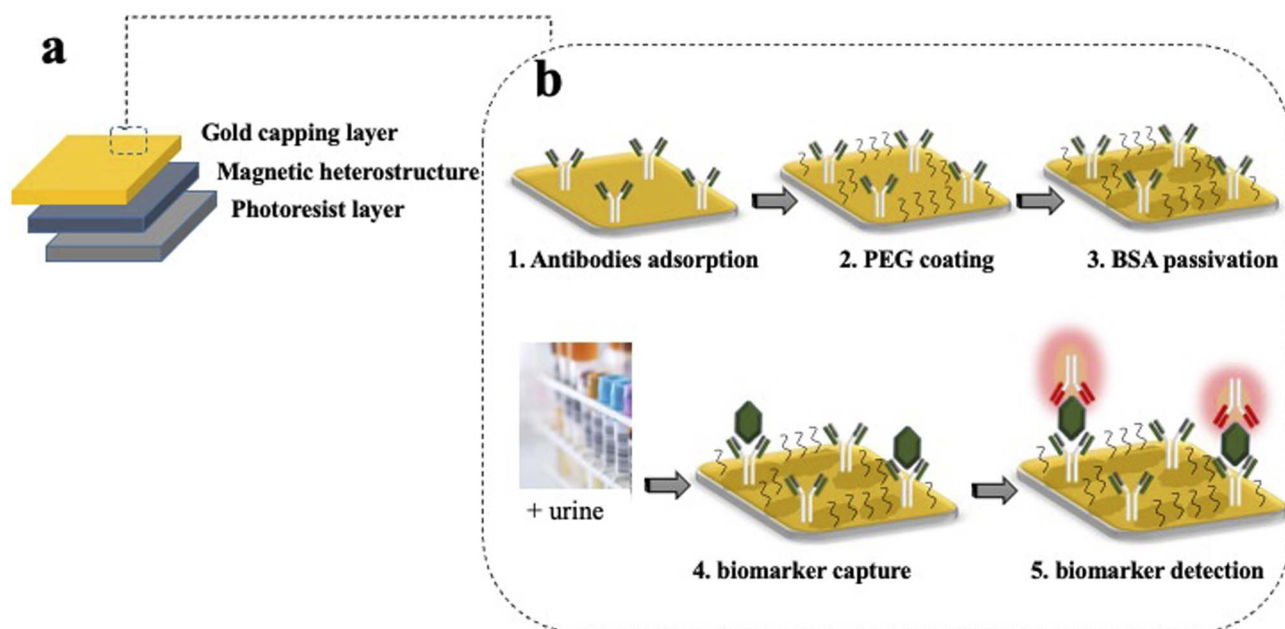 a
Gold capping layer
Magnetic heterostructure
Photoresist layer
b
1. Antibodies adsorption
2. PEG coating
3. BSA passivation
+ urine
4. biomarker capture
5. biomarker detection